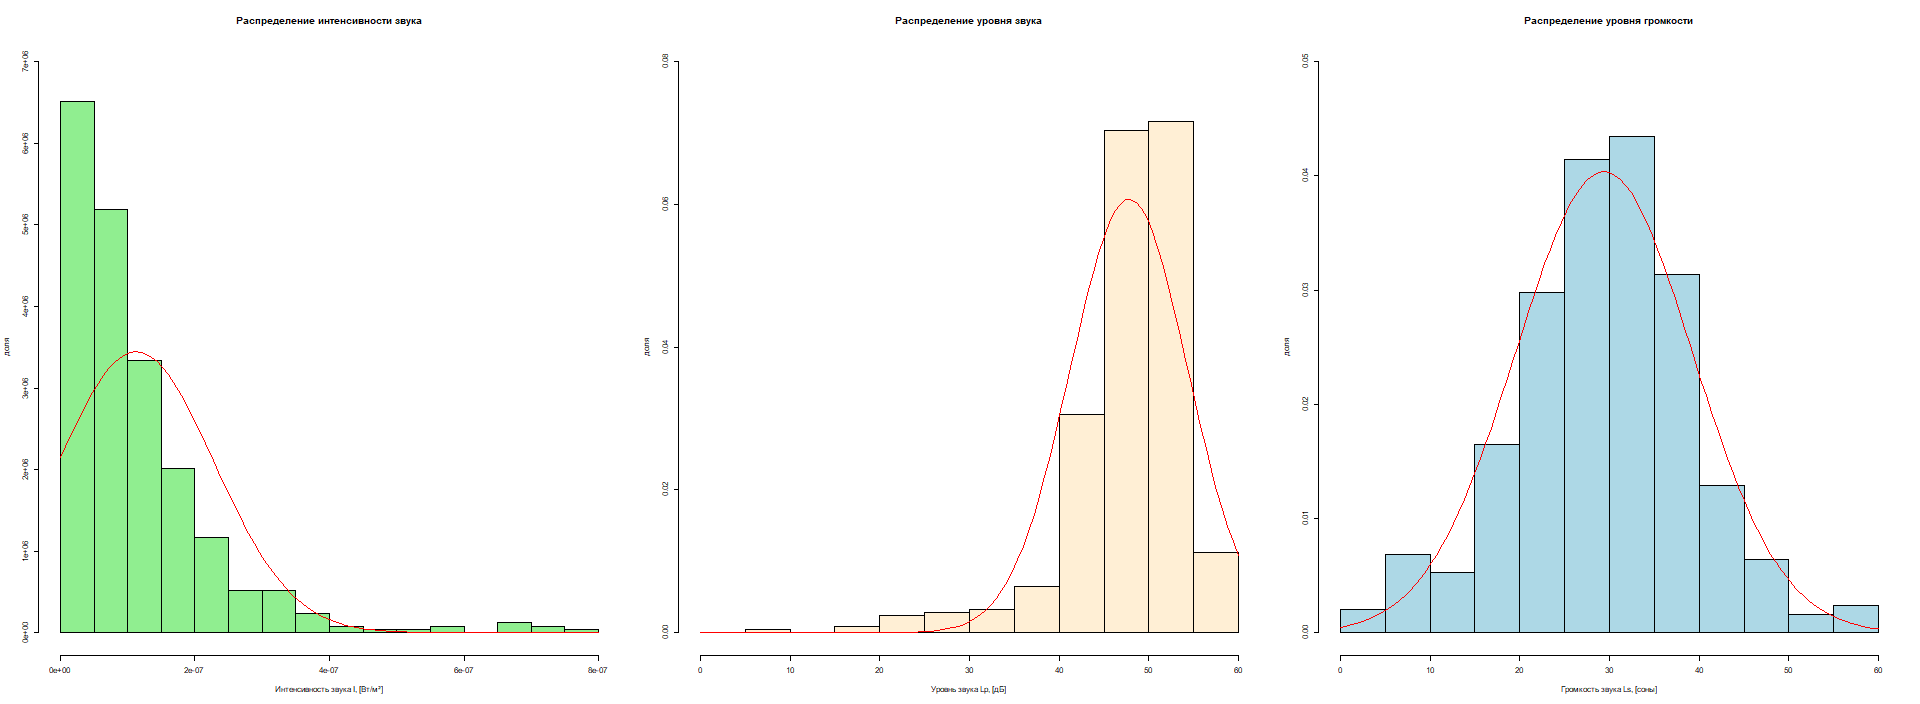 Распределение интенсивности звука
7e+06
6e+06
5e+06
4e+06
3e+06
2e+06
1e+06
0e+00
доля
0e+00 2e-07 4e-07 6e-07 8e-07
Интенсивность звука I, [Вт/м²]
Распределение уровня звука
0.08
0.06
0.04
0.02
0.00
доля
0 10 20 30 40 50 60
Уровнь звука Lp, [дБ]
Распределение уровня громкости
0.05
0.04
0.03
0.02
0.01
0.00
доля
0 10 20 30 40 50 60
Громкость звука Ls, [соны]